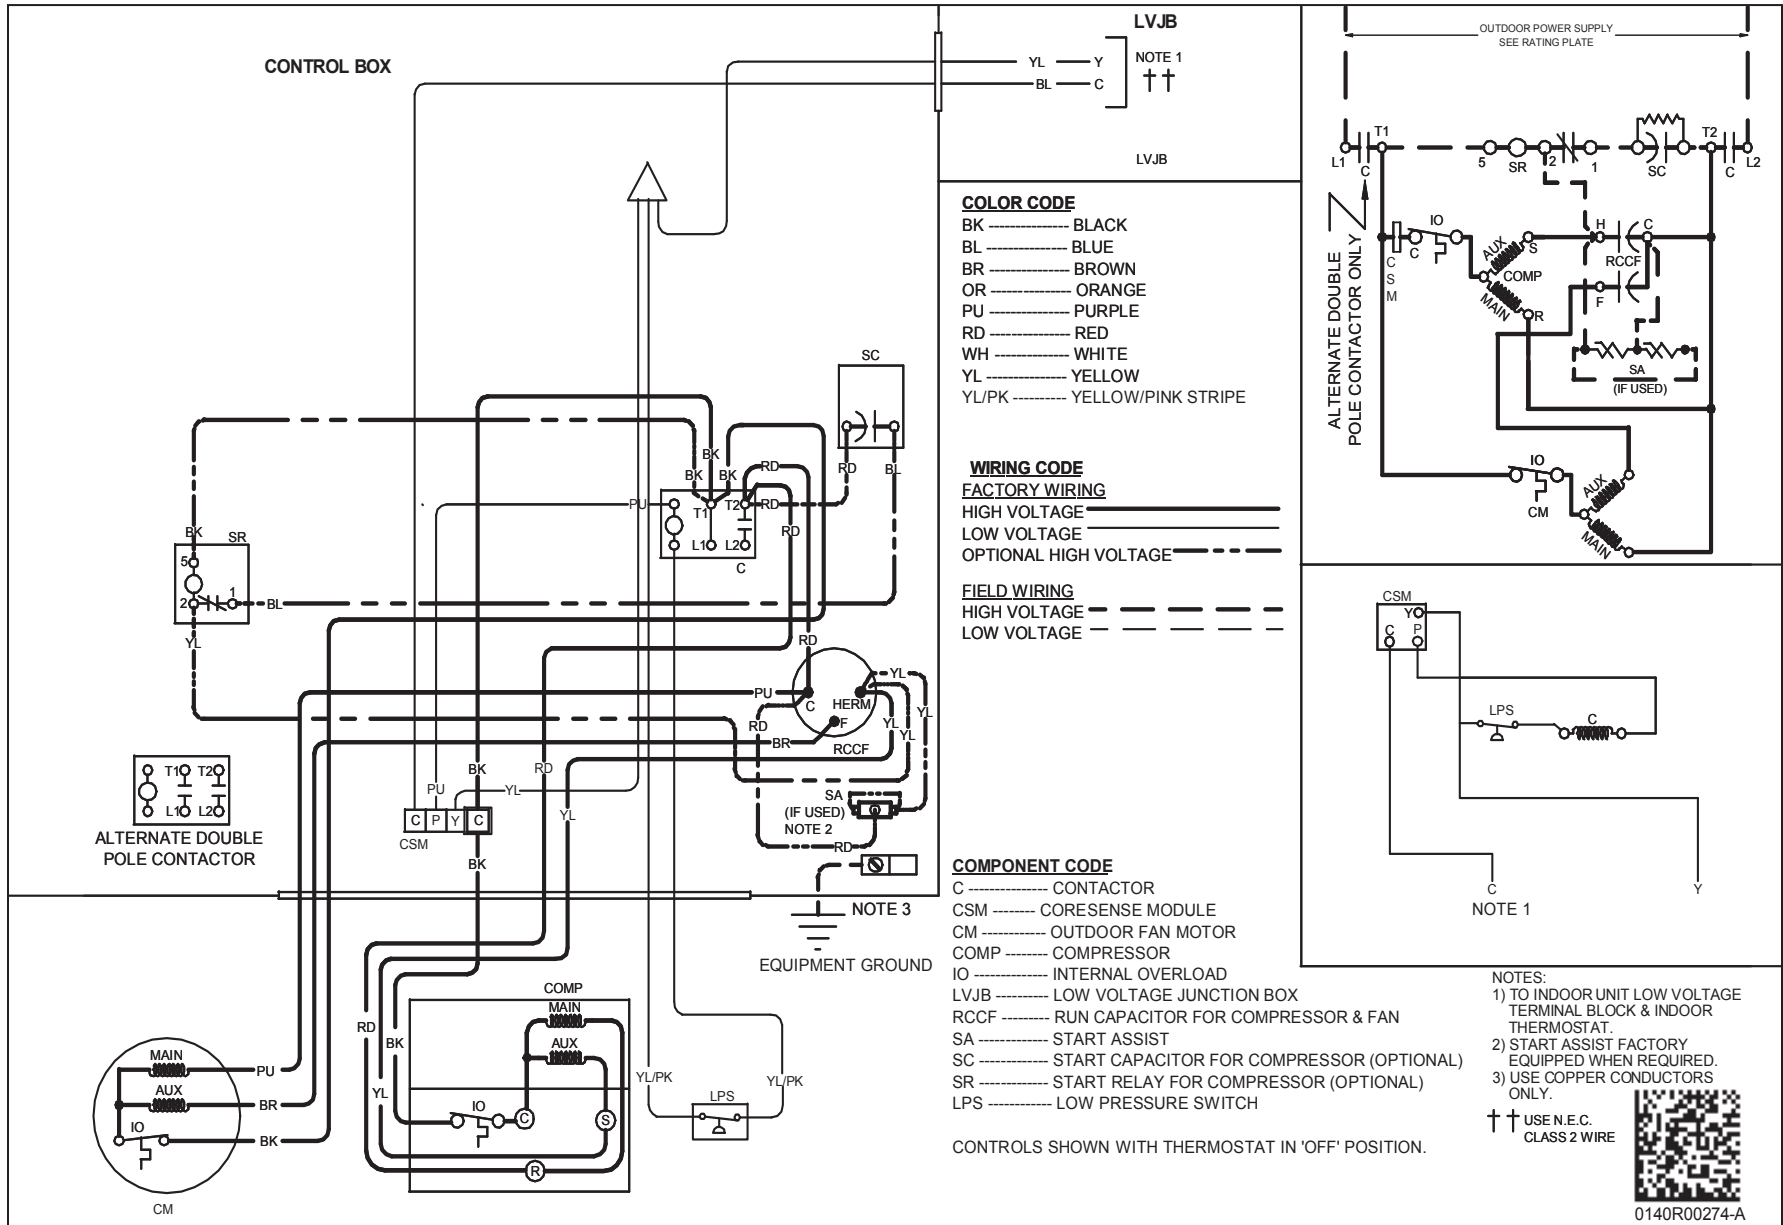 CONTROL BOX
LVJB
YL Y
BL C
NOTE 1
††
LVJB
COLOR CODE
BK ---------------- BLACK
BL ---------------- BLUE
BR ---------------- BROWN
OR ---------------- ORANGE
PU ---------------- PURPLE
RD ---------------- RED
WH --------------- WHITE
YL ---------------- YELLOW
YL/PK ---------- YELLOW/PINK STRIPE
WIRING CODE
FACTORY WIRING
HIGH VOLTAGE
LOW VOLTAGE
OPTIONAL HIGH VOLTAGE
FIELD WIRING
HIGH VOLTAGE
LOW VOLTAGE
OUTDOOR POWER SUPPLY
SEE RATING PLATE
L1 C T1 5 SR 2 1 SC T2 C L2
ALTERNATE DOUBLE
POLE CONTACTOR ONLY
CSM
C
IO
AUX
S
COMP
MAIN
R
H C
RCCF
F
SA
(IF USED)
IO
CM
AUX
MAIN
SC
RD BL
BK BK BK
RD
RD
RD
PU
T1 T2
L1 L2
C
BK SR
5
2 1
BL
YL
RD
PU
C HERM
F
RCCF
YL
YL
YL
YL
RD
BR
BK
RD
PU
YL
YL
C P Y C
CSM
BK
SA
(IF USED)
NOTE 2
RD
T1 T2
L1 L2
ALTERNATE DOUBLE
POLE CONTACTOR
NOTE 3
EQUIPMENT GROUND
COMP
MAIN
AUX
IO
C
S
R
RD
BK
YL
MAIN
PU
AUX
BR
IO
BK
CM
YL/PK YL/PK
LPS
COMPONENT CODE
C --------------- CONTACTOR
CSM -------- CORESENSE MODULE
CM ------------ OUTDOOR FAN MOTOR
COMP ------- COMPRESSOR
IO -------------- INTERNAL OVERLOAD
LVJB ---------- LOW VOLTAGE JUNCTION BOX
RCCF --------- RUN CAPACITOR FOR COMPRESSOR & FAN
SA ------------- START ASSIST
SC ------------- START CAPACITOR FOR COMPRESSOR (OPTIONAL)
SR ------------- START RELAY FOR COMPRESSOR (OPTIONAL)
LPS ------------ LOW PRESSURE SWITCH
CONTROLS SHOWN WITH THERMOSTAT IN 'OFF' POSITION.
CSM
Y
C P
LPS
C
C
Y
NOTE 1
NOTES:
1) TO INDOOR UNIT LOW VOLTAGE
TERMINAL BLOCK & INDOOR
THERMOSTAT.
2) START ASSIST FACTORY
EQUIPPED WHEN REQUIRED.
3) USE COPPER CONDUCTORS
ONLY.
†† USE N.E.C.
CLASS 2 WIRE
0140R00274-A